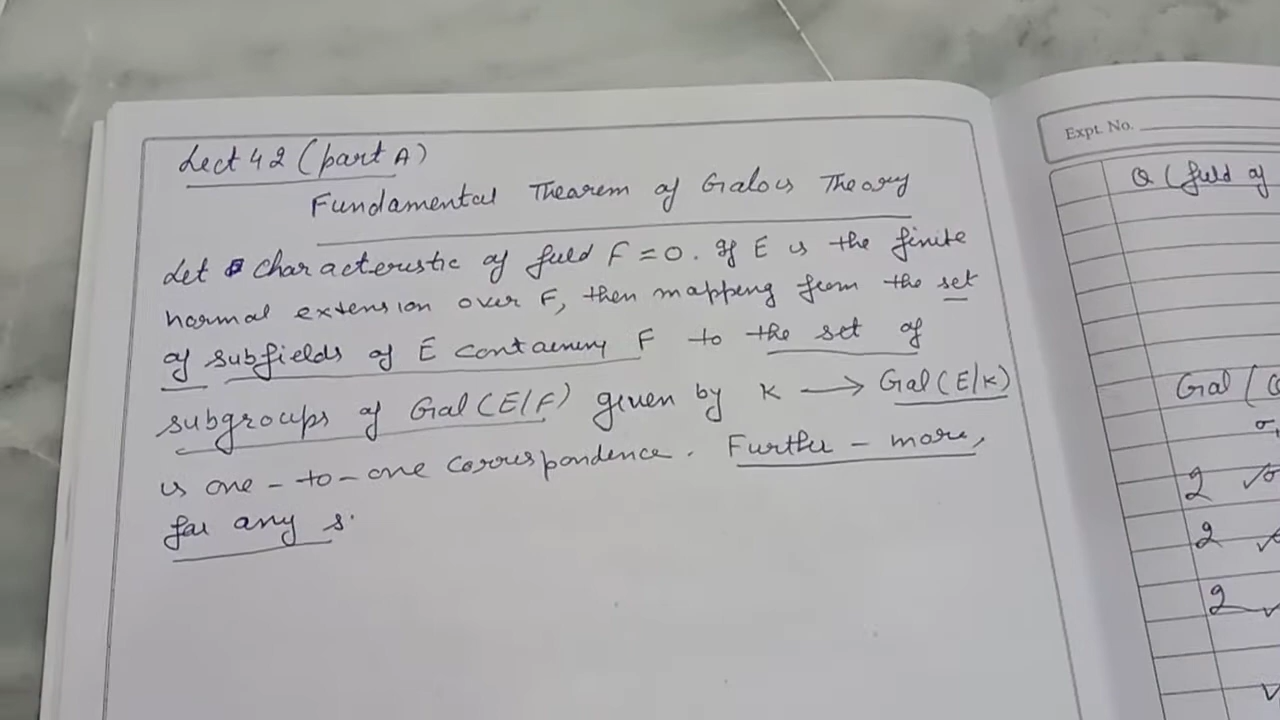 Lect 42 (part A)
Fundamental Theorem of Galois Theory
Let characteristic of field F = 0. If E is the finite
normal extension over F, then mapping from the set
of subfields of E containing F to the set of
subgroups of Gal(E/F) given by K → Gal(E/K)
is one-to-one correspondence. Further-more,
for any s
Expt. No.
Q (field of
Gal (Q
σ
2 ✓σ
2 ✓
2 ✓
✓